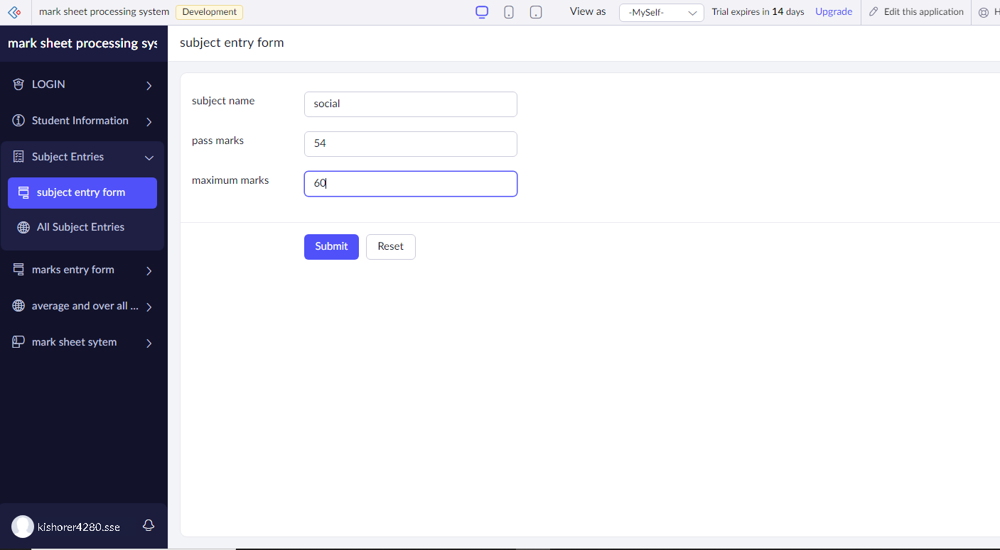 mark sheet processing system Development View as -MySelf- Trial expires in 14 days Upgrade Edit this application
mark sheet processing sys
subject entry form
LOGIN
Student Information
Subject Entries
subject entry form
All Subject Entries
marks entry form
average and over all ...
mark sheet sytem
kishorer4280.sse
subject name social
pass marks 54
maximum marks 60
Submit Reset